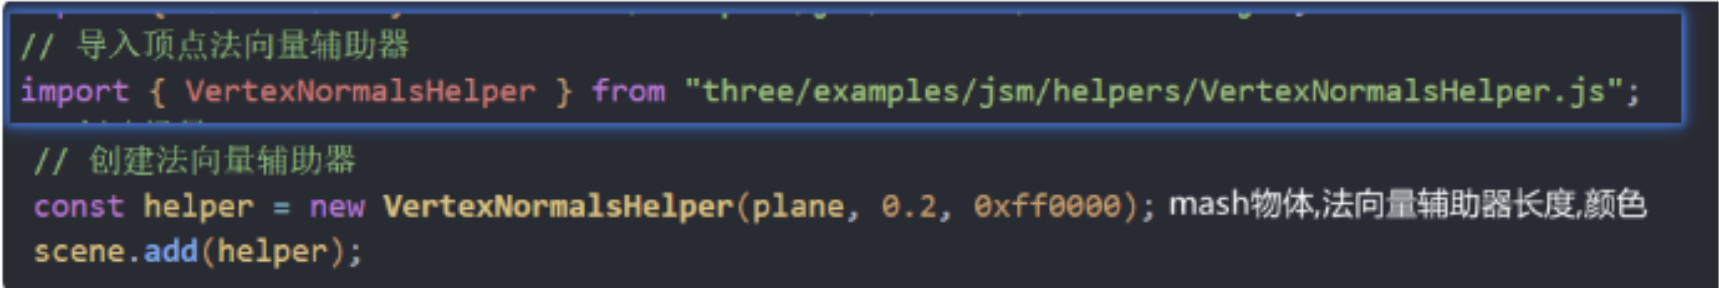 // 导入顶点法向量辅助器
import { VertexNormalsHelper } from "three/examples/jsm/helpers/VertexNormalsHelper.js";
// 创建法向量辅助器
const helper = new VertexNormalsHelper(plane, 0.2, 0xff0000); mash物体,法向量辅助器长度,颜色
scene.add(helper);